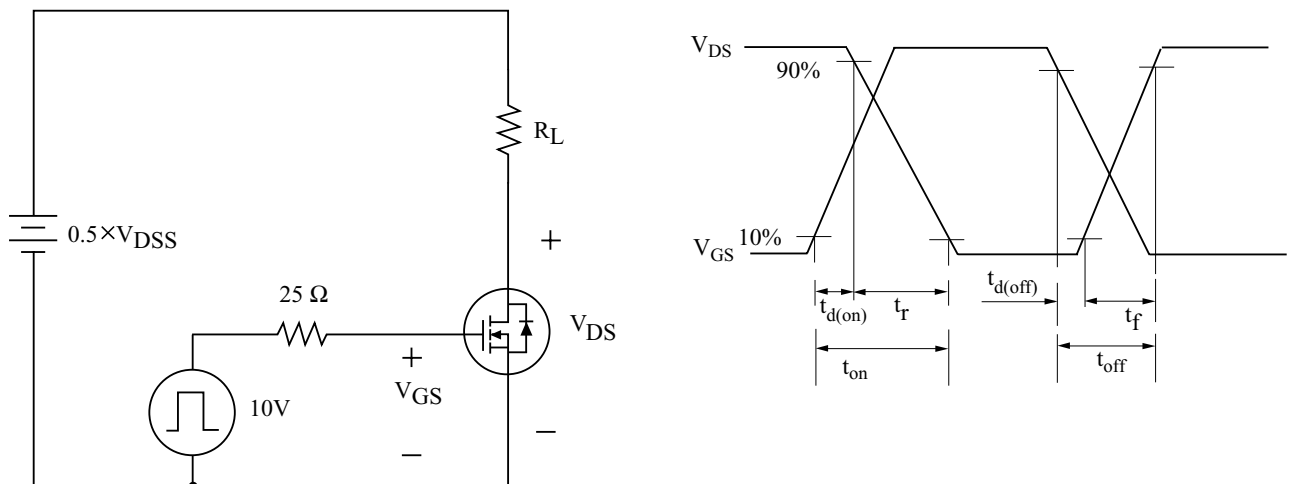 R_L
0.5×V_DSS
+
25 Ω
V_DS
+
V_GS
10V
−
−
V_DS
90%
10%
V_GS
t_d(on)
t_r
t_d(off)
t_f
t_on
t_off